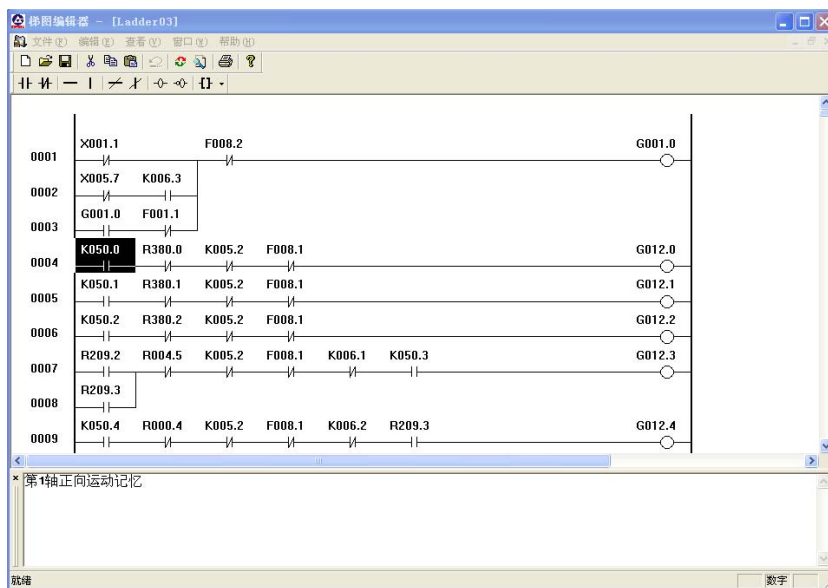 梯图编辑器 - [Ladder03]
文件(F) 编辑(E) 查看(V) 窗口(W) 帮助(H)
X001.1 F008.2 G001.0
0001
X005.7 K006.3
0002
G001.0 F001.1
0003
K050.0 R380.0 K005.2 F008.1 G012.0
0004
K050.1 R380.1 K005.2 F008.1 G012.1
0005
K050.2 R380.2 K005.2 F008.1 G012.2
0006
R209.2 R004.5 K005.2 F008.1 K006.1 K050.3 G012.3
0007
R209.3
0008
K050.4 R000.4 K005.2 F008.1 K006.2 R209.3 G012.4
0009
第1轴正向运动记忆
就绪 数字